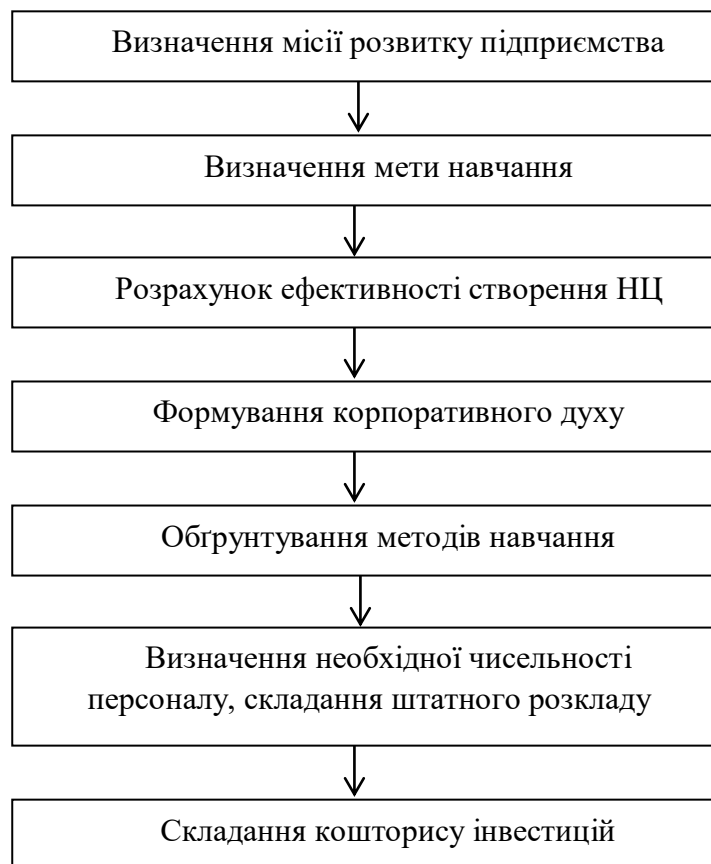 Визначення місії розвитку підприємства
Визначення мети навчання
Розрахунок ефективності створення НЦ
Формування корпоративного духу
Обґрунтування методів навчання
Визначення необхідної чисельності
персоналу, складання штатного розкладу
Складання кошторису інвестицій